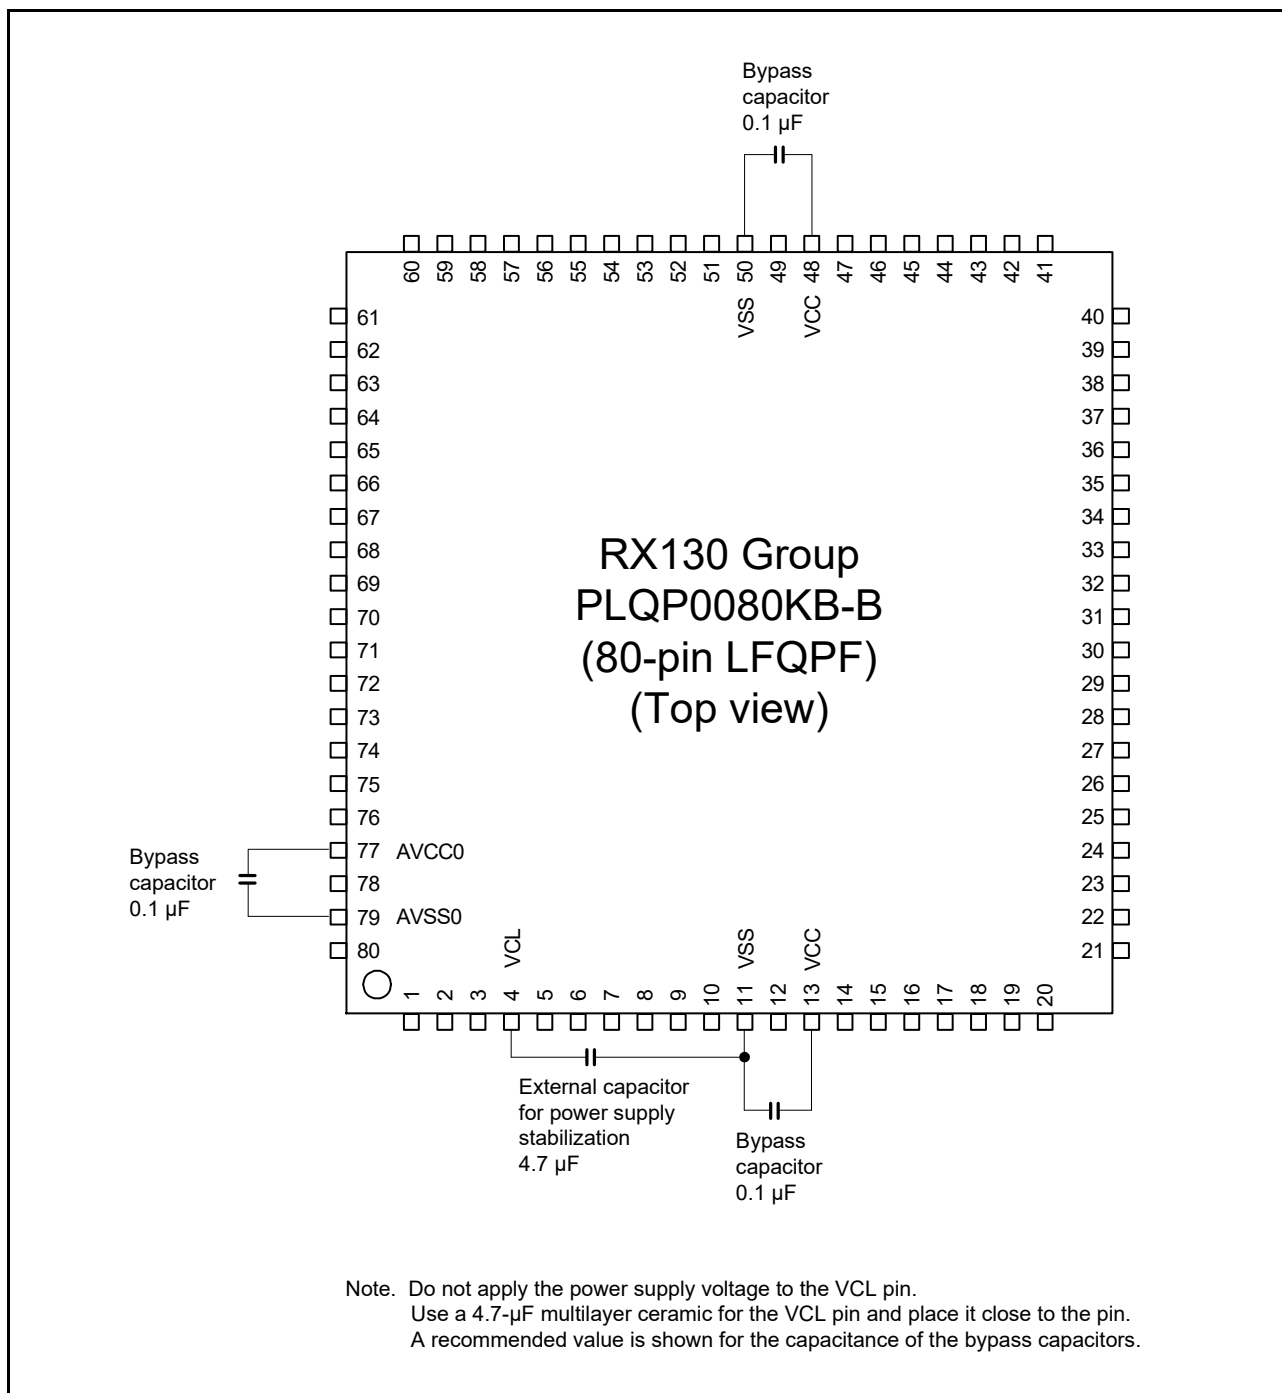 Bypass
capacitor
0.1 µF
60 59 58 57 56 55 54 53 52 51 50 49 48 47 46 45 44 43 42 41
VSS VCC
61 40
62 39
63 38
64 37
65 36
66 35
67 34
68 33
69 32
70 31
71 30
72 29
73 28
74 27
75 26
76 25
77 AVCC0 24
78 23
79 AVSS0 22
80 21
RX130 Group
PLQP0080KB-B
(80-pin LFQPF)
(Top view)
Bypass
capacitor
0.1 µF
VCL VSS VCC
1 2 3 4 5 6 7 8 9 10 11 12 13 14 15 16 17 18 19 20
External capacitor
for power supply
stabilization
4.7 µF
Bypass
capacitor
0.1 µF
Note. Do not apply the power supply voltage to the VCL pin.
Use a 4.7-µF multilayer ceramic for the VCL pin and place it close to the pin.
A recommended value is shown for the capacitance of the bypass capacitors.